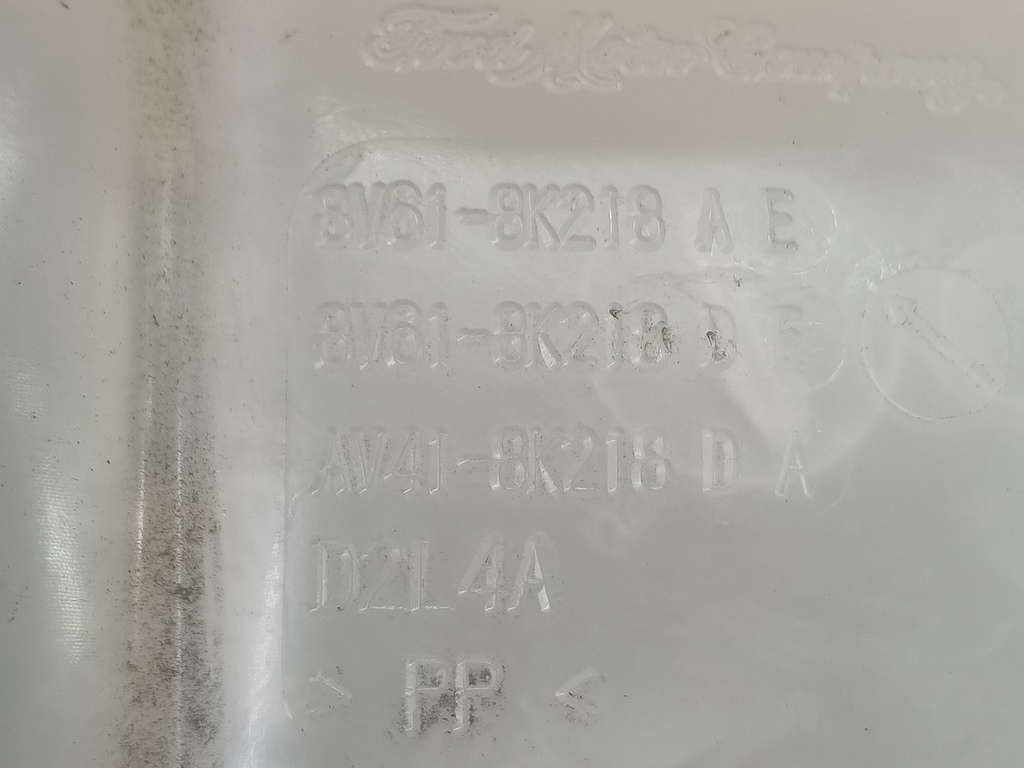 Ford Motor Company
8V61-8K218 A E
8V61-8K218 D E
AV41-8K218 D A
D2L4A
> PP <